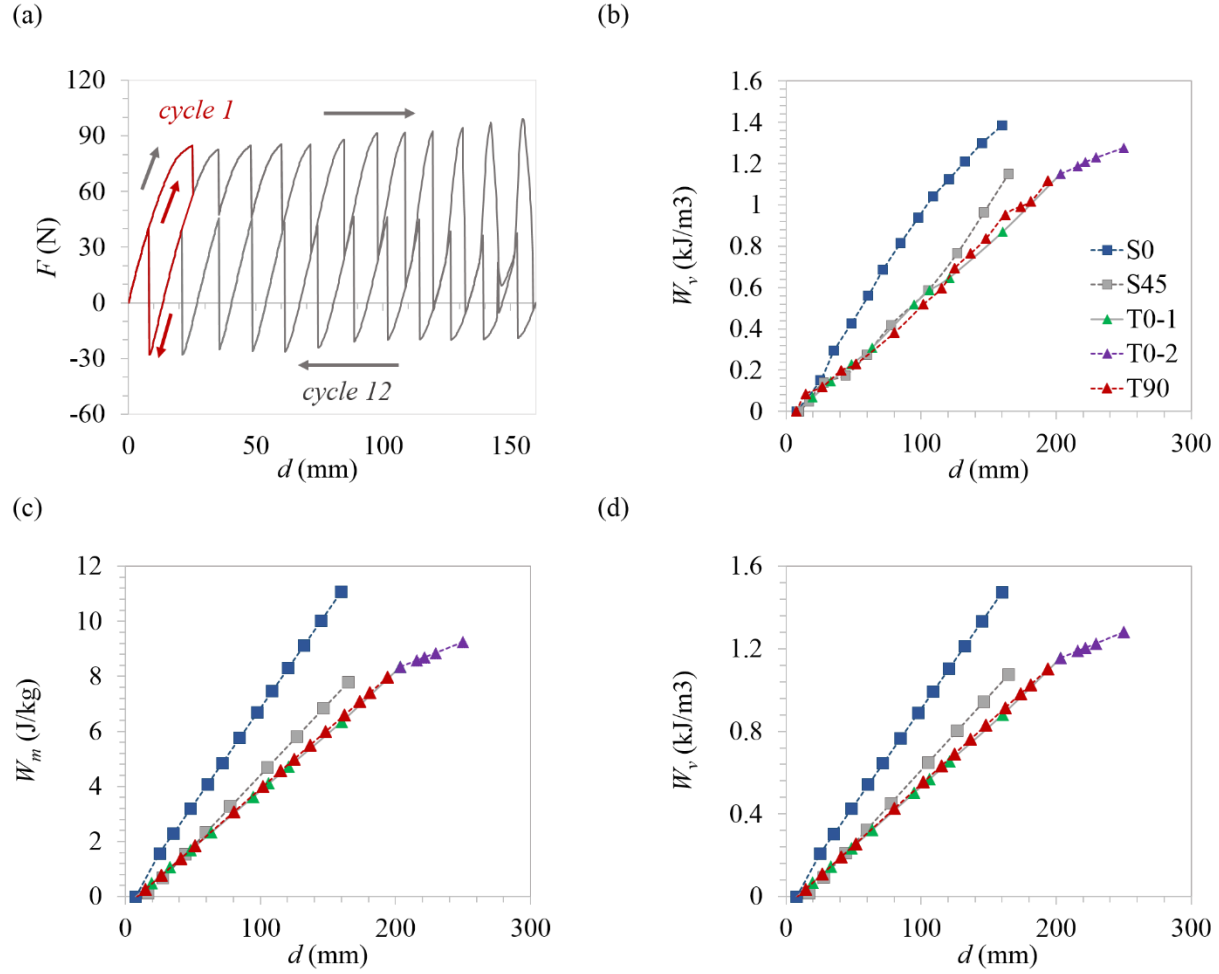 (a)
120
90
60
30
0
-30
-60
F (N)
cycle 1
cycle 12
0
50
100
150
d (mm)
(b)
1.6
1.4
1.2
1
0.8
0.6
0.4
0.2
0
W_v (kJ/m3)
S0
S45
T0-1
T0-2
T90
0
100
200
300
d (mm)
(c)
12
10
8
6
4
2
0
W_m (J/kg)
0
100
200
300
d (mm)
(d)
1.6
1.2
0.8
0.4
0
W_v (kJ/m3)
0
100
200
300
d (mm)